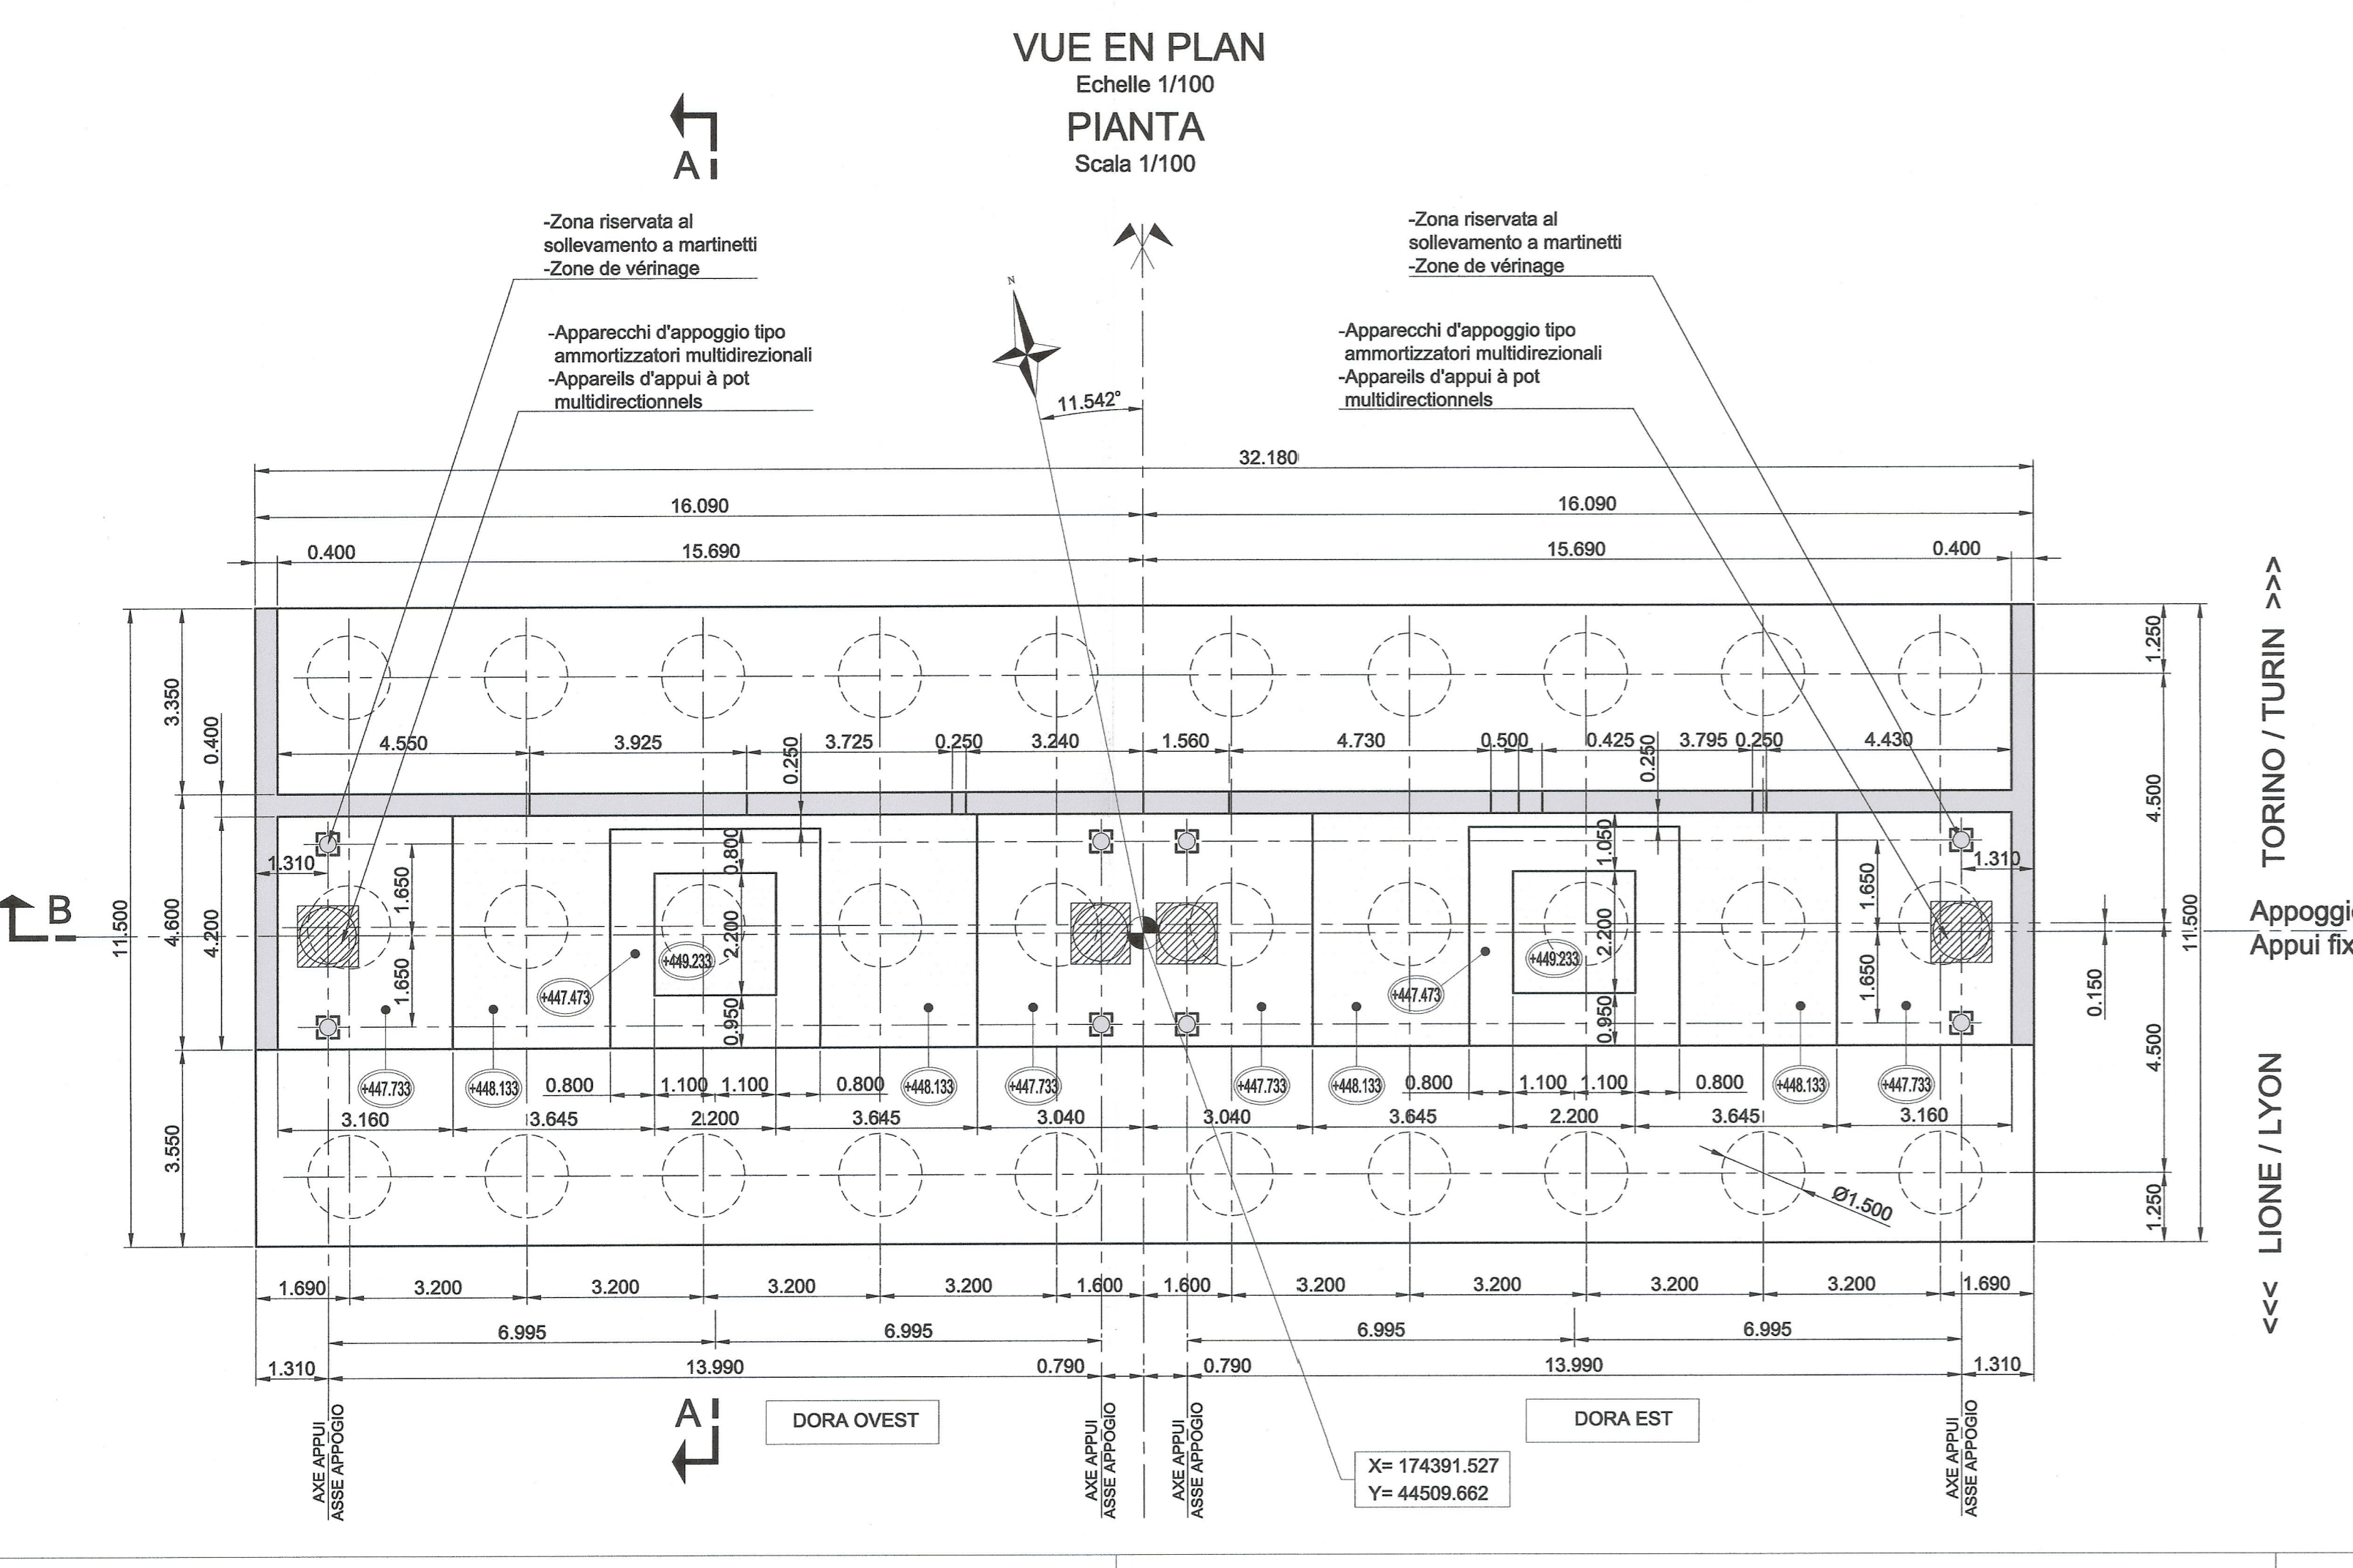 VUE EN PLAN
Echelle 1/100
PIANTA
Scala 1/100
A
-Zona riservata al
sollevamento a martinetti
-Zone de vérinage
-Apparecchi d'appoggio tipo
ammortizzatori multidirezionali
-Appareils d'appui à pot
multidirectionnels
-Zona riservata al
sollevamento a martinetti
-Zone de vérinage
-Apparecchi d'appoggio tipo
ammortizzatori multidirezionali
-Appareils d'appui à pot
multidirectionnels
N
11.542°
32.180
16.090 16.090
0.400 15.690 15.690 0.400
11.500
3.350
0.400
4.600
4.200
3.550
4.550 3.925 3.725 0.250 3.240 1.560 4.730 0.500 0.425 3.795 0.250 4.430
0.250 0.250
0.800 1.050
1.310 1.310
1.650 1.650
1.650 1.650
2.200 2.200
0.950 0.950
B
+449.233 +449.233
+447.473 +447.473
+447.733 +448.133 +448.133 +447.733 +447.733 +448.133 +448.133 +447.733
0.800 1.100 1.100 0.800 0.800 1.100 1.100 0.800
3.160 3.645 2.200 3.645 3.040 3.040 3.645 2.200 3.645 3.160
Ø1.500
1.250
4.500
0.150
4.500
1.250
11.500
TORINO / TURIN >>>
Appui
<<< LIONE / LYON
1.690 3.200 3.200 3.200 3.200 1.600 1.600 3.200 3.200 3.200 3.200 1.690
6.995 6.995 6.995 6.995
1.310 13.990 0.790 0.790 13.990 1.310
AXE APPUI
ASSE APPOGIO
AXE APPUI
ASSE APPOGIO
AXE APPUI
ASSE APPOGIO
AXE APPUI
ASSE APPOGIO
A
DORA OVEST
DORA EST
X= 174391.527
Y= 44509.662